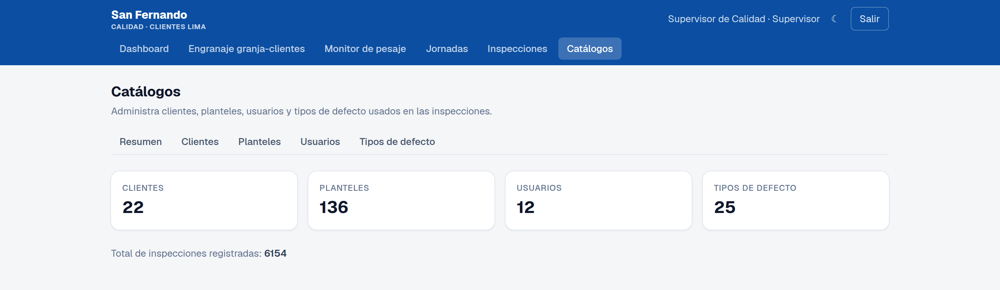 San Fernando
CALIDAD · CLIENTES LIMA
Supervisor de Calidad · Supervisor
Salir
Dashboard Engranaje granja-clientes Monitor de pesaje Jornadas Inspecciones Catálogos
Catálogos
Administra clientes, planteles, usuarios y tipos de defecto usados en las inspecciones.
Resumen Clientes Planteles Usuarios Tipos de defecto
CLIENTES
22
PLANTELES
136
USUARIOS
12
TIPOS DE DEFECTO
25
Total de inspecciones registradas: 6154